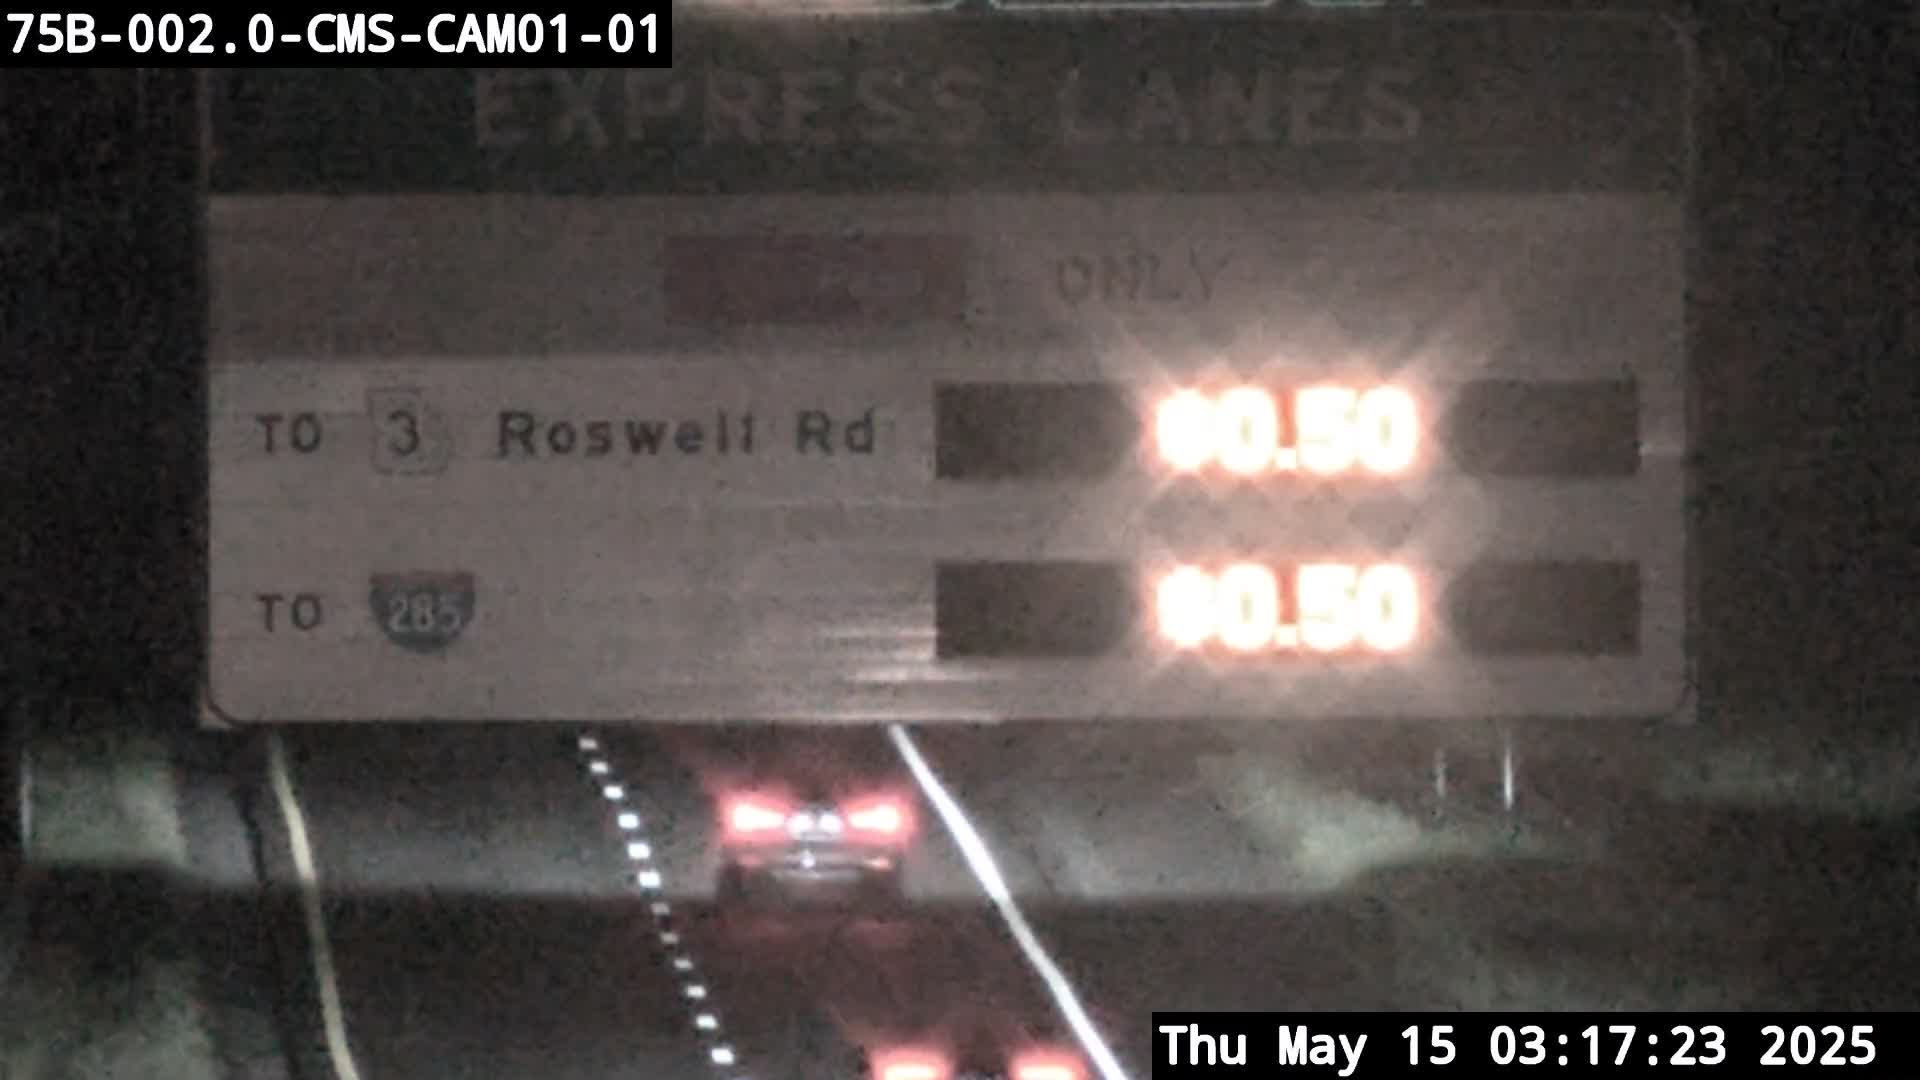 75B-002.0-CMS-CAM01-01
EXPRESS LANES
ONLY
TO 3 Roswell Rd $0.50
TO 285 $0.50
Thu May 15 03:17:23 2025